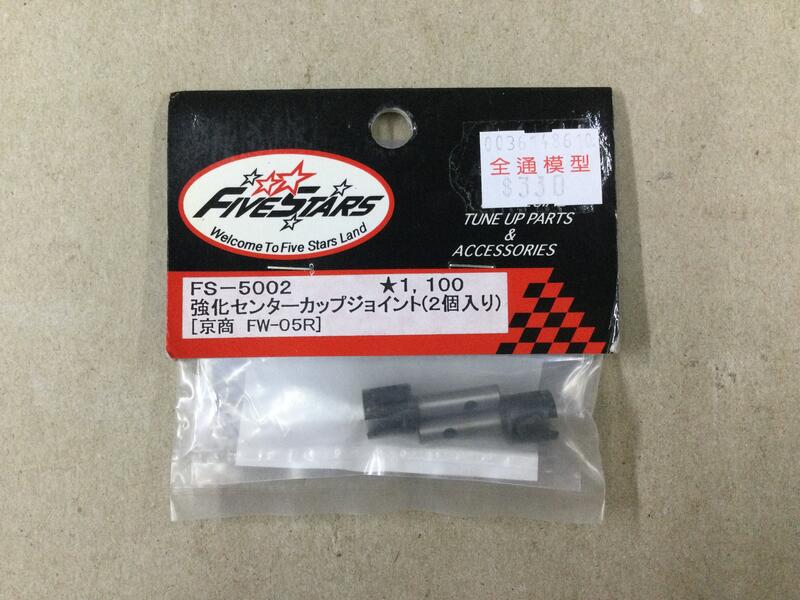 0036148610
全通模型
$330
FIVESTARS
Welcome To Five Stars Land
TUNE UP PARTS
&
ACCESSORIES
FS-5002 ★1,100
強化センターカップジョイント(2個入り)
[京商 FW-05R]